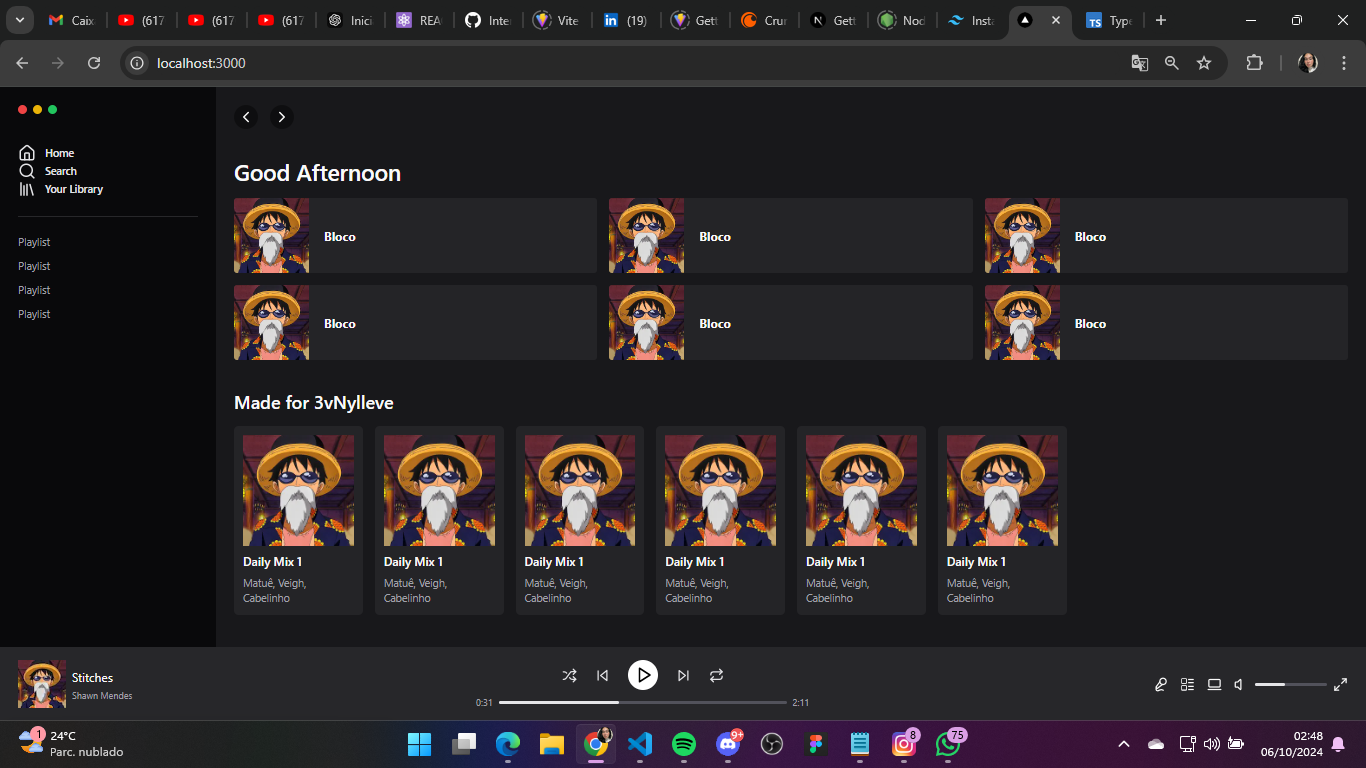 Caixa
(617
(617
(617
Inici
REA
Inte
Vite
(19)
Gett
Crun
Gett
Nod
Insta
Type
localhost:3000
Home
Search
Your Library
Playlist
Playlist
Playlist
Playlist
Good Afternoon
Bloco
Bloco
Bloco
Bloco
Bloco
Bloco
Made for 3vNylleve
Daily Mix 1
Matuê, Veigh,
Cabelinho
Daily Mix 1
Matuê, Veigh,
Cabelinho
Daily Mix 1
Matuê, Veigh,
Cabelinho
Daily Mix 1
Matuê, Veigh,
Cabelinho
Daily Mix 1
Matuê, Veigh,
Cabelinho
Daily Mix 1
Matuê, Veigh,
Cabelinho
Stitches
Shawn Mendes
0:31
2:11
1
24°C
Parc. nublado
9+
8
75
02:48
06/10/2024